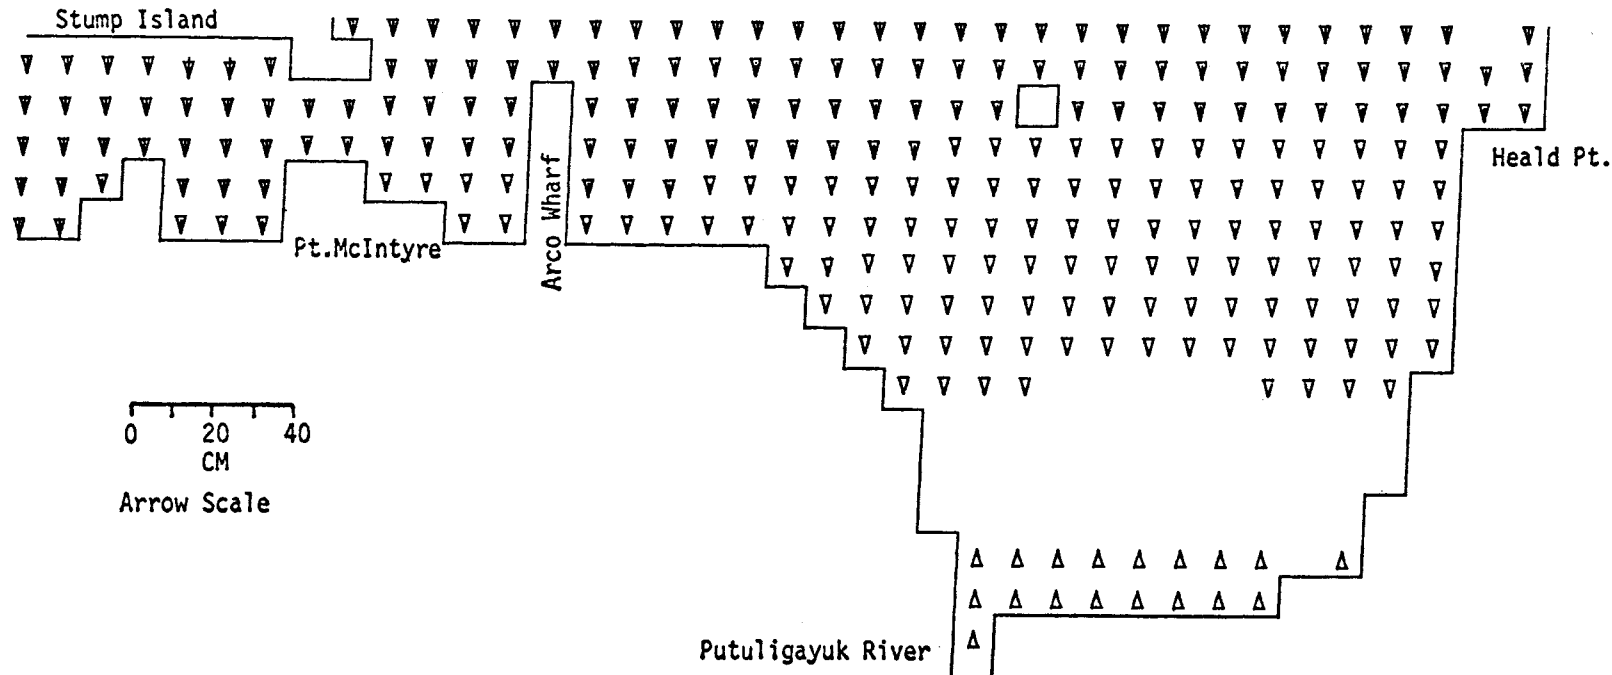 Stump Island
Heald Pt.
Arco Wharf
Pt.McIntyre
0 20 40
CM
Arrow Scale
Putuligayuk River